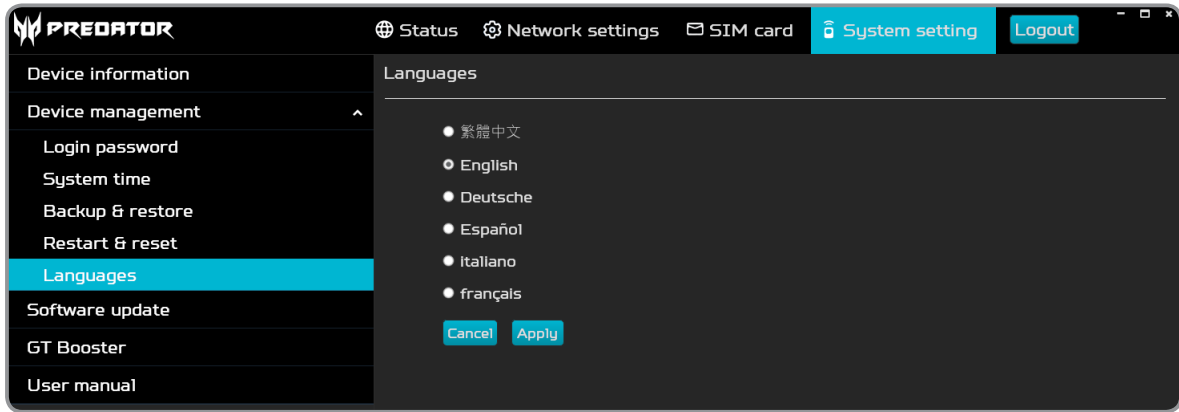 PREDATOR
Status Network settings SIM card System setting Logout
Device information
Device management
Login password
System time
Backup & restore
Restart & reset
Languages
Software update
GT Booster
User manual
Languages
繁體中文
English
Deutsche
Español
italiano
français
Cancel Apply